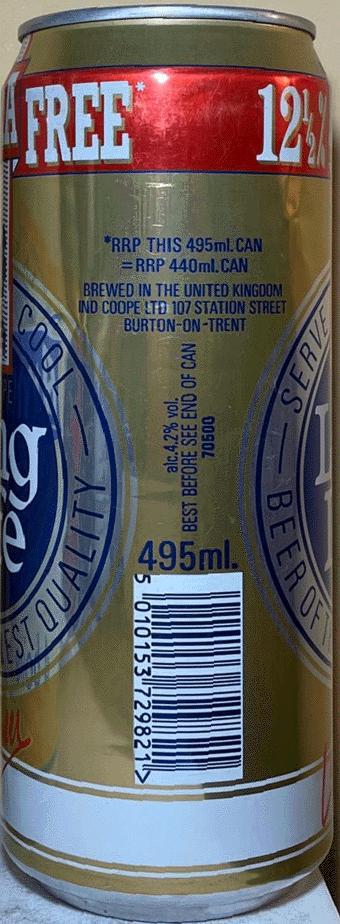 A FREE*
12½%
*RRP THIS 495ml. CAN
=RRP 440ml. CAN
BREWED IN THE UNITED KINGDOM
IND COOPE LTD 107 STATION STREET
BURTON-ON-TRENT
COOL —
QUALITY —
SERVE
— BEER OF
alc. 4.2% vol.
BEST BEFORE SEE END OF CAN
70500
495ml.
5 010153 729821 >